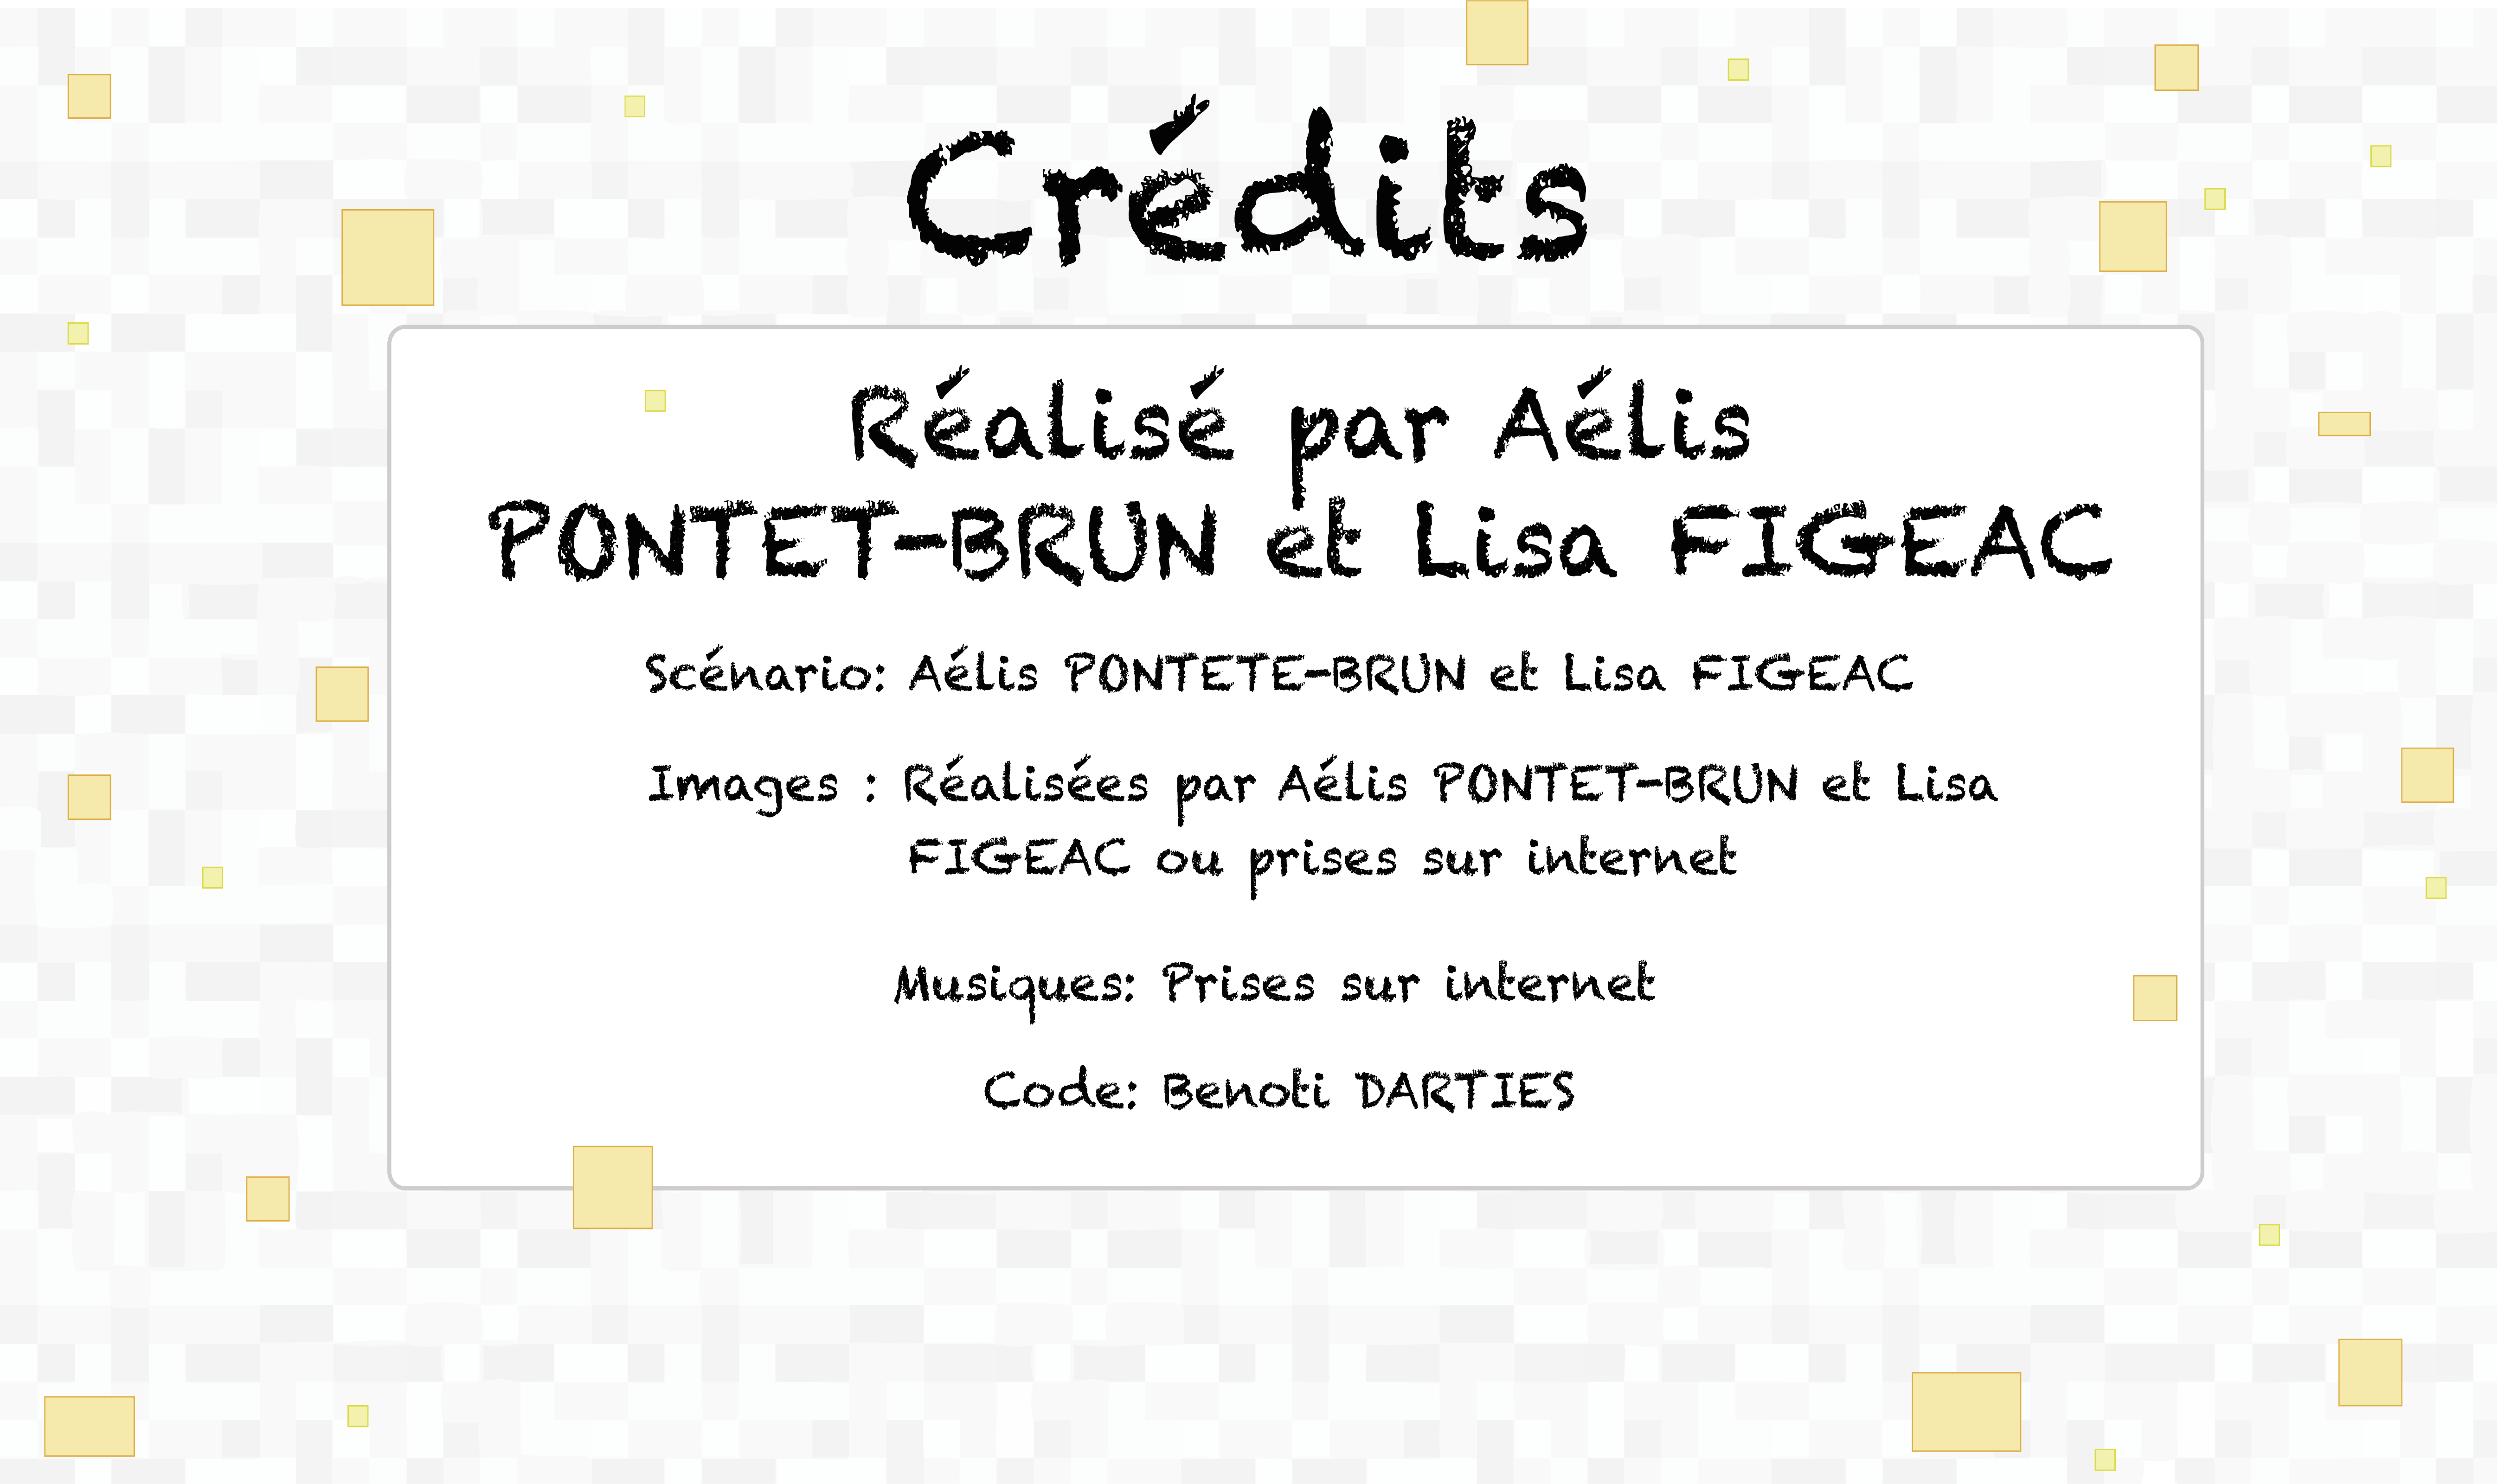 Crédits
Réalisé par Aélis
PONTET-BRUN et Lisa FIGEAC
Scénario: Aélis PONTETE-BRUN et Lisa FIGEAC
Images : Réalisées par Aélis PONTET-BRUN et Lisa
FIGEAC ou prises sur internet
Musiques: Prises sur internet
Code: Benoti DARTIES